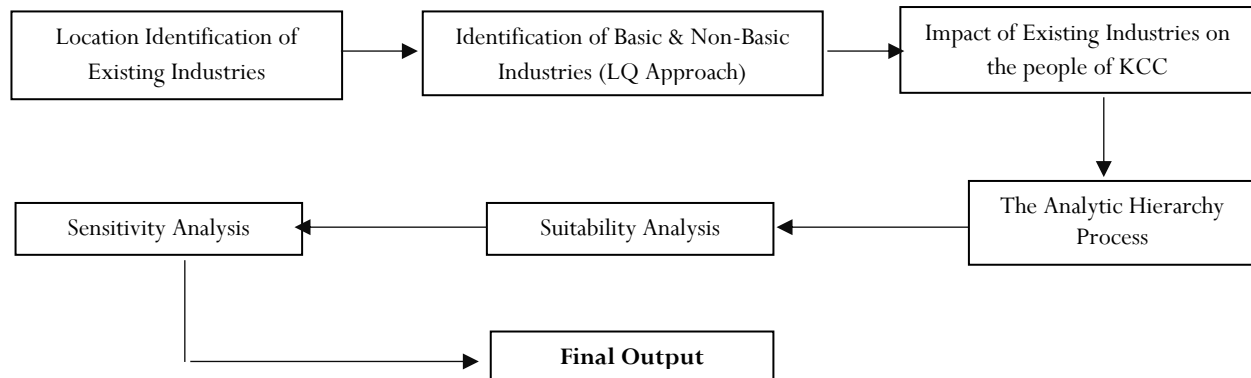 Location Identification of
Existing Industries
Identification of Basic & Non-Basic
Industries (LQ Approach)
Impact of Existing Industries on
the people of KCC
The Analytic Hierarchy
Process
Suitability Analysis
Sensitivity Analysis
Final Output